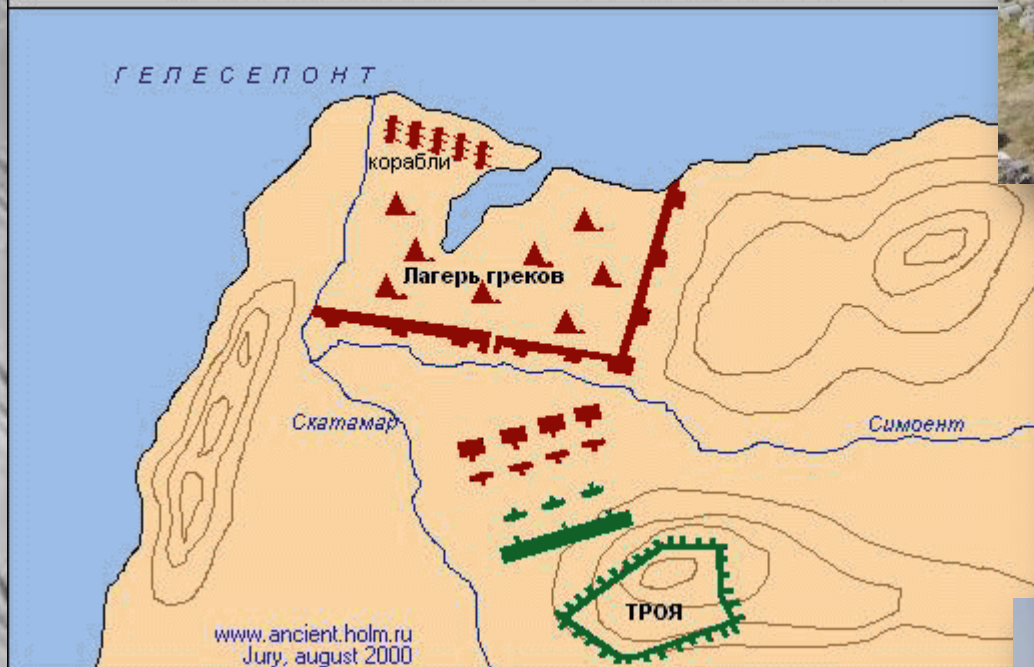 ГЕЛЕСЕПОНТ
корабли
Лагерь греков
Скатамар
Симоент
ТРОЯ
www.ancient.holm.ru
Jury, august 2000